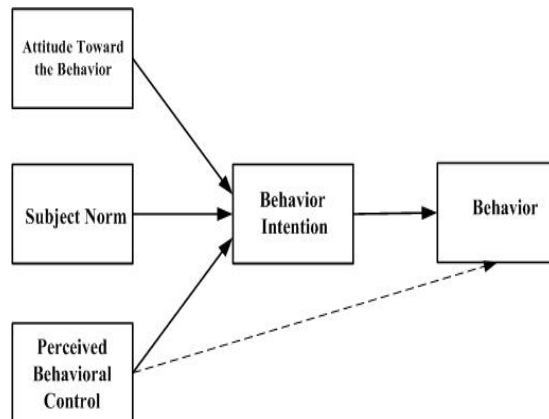 Attitude Toward
the Behavior
Subject Norm
Behavior
Intention
Behavior
Perceived
Behavioral
Control